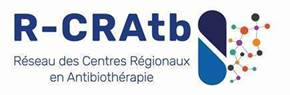 R-CRAtb
Réseau des Centres Régionaux
en Antibiothérapie